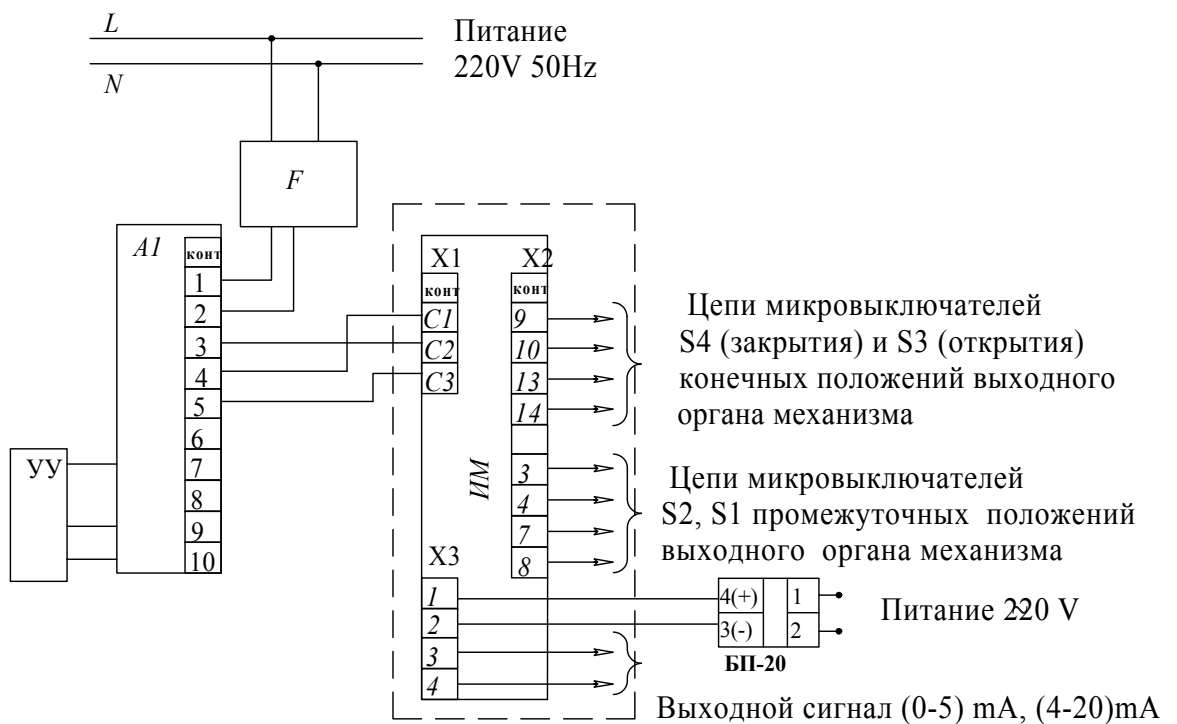 L
Питание
220V 50Hz
N
F
A1
конт
1
2
3
4
5
6
7
8
9
10
УУ
X1
конт
C1
C2
C3
X2
конт
9
10
13
14
3
4
7
8
ИМ
X3
1
2
3
4
Цепи микровыключателей
S4 (закрытия) и S3 (открытия)
конечных положений выходного
органа механизма
Цепи микровыключателей
S2, S1 промежуточных положений
выходного органа механизма
4(+)
1
3(-)
2
БП-20
Питание 220 V
~
Выходной сигнал (0-5) mA, (4-20)mA